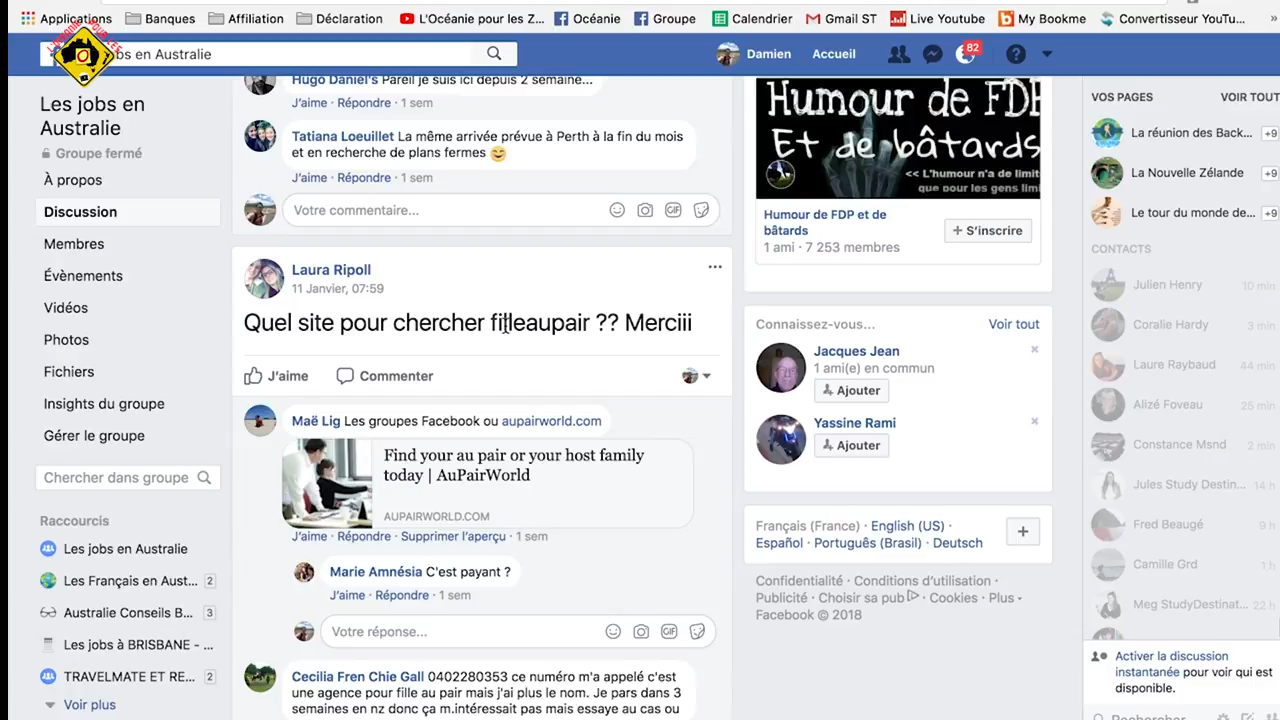 Applications Banques Affiliation Déclaration L'Océanie pour les Z... Océanie Groupe Calendrier Gmail ST Live Youtube My Bookme Convertisseur YouTu... »
jobs en Australie
Damien Accueil 82
Les jobs en
Australie
Groupe fermé
À propos
Discussion
Membres
Évènements
Vidéos
Photos
Fichiers
Insights du groupe
Gérer le groupe
Chercher dans groupe
Raccourcis
Les jobs en Australie
Les Français en Aust... 2
Australie Conseils B... 3
Les jobs à BRISBANE - ...
TRAVELMATE ET RE... 2
Voir plus
Hugo Daniel's Pareil je suis ici depuis 2 semaine...
J'aime · Répondre · 1 sem
Tatiana Loeuillet La même arrivée prévue à Perth à la fin du mois
et en recherche de plans fermes
J'aime · Répondre · 1 sem
Votre commentaire...
GIF
Laura Ripoll
11 Janvier, 07:59
Quel site pour chercher filleaupair ?? Merciii
J'aime Commenter
Maë Lig Les groupes Facebook ou aupairworld.com
Find your au pair or your host family
today | AuPairWorld
AUPAIRWORLD.COM
J'aime · Répondre · Supprimer l'aperçu · 1 sem
Marie Amnésia C'est payant ?
J'aime · Répondre · 1 sem
Votre réponse...
GIF
Cecilia Fren Chie Gall 0402280353 ce numéro m'a appelé c'est
une agence pour fille au pair mais j'ai plus le nom. Je pars dans 3
semaines en nz donc ça m.intéressait pas mais essaye au cas ou
Humour de FDP
Et de bâtards
<< L'humour n'a de limit
que pour les gens limi
Humour de FDP et de
bâtards
1 ami · 7 253 membres
+ S'inscrire
Connaissez-vous... Voir tout
Jacques Jean
1 ami(e) en commun
Ajouter
Yassine Rami
Ajouter
Français (France) · English (US) ·
Español · Português (Brasil) · Deutsch
Confidentialité · Conditions d'utilisation ·
Publicité · Choisir sa pub · Cookies · Plus
Facebook © 2018
VOS PAGES VOIR TOUT
La réunion des Back... +9
La Nouvelle Zélande +9
Le tour du monde de... +9
CONTACTS
Julien Henry 10 min
Coralie Hardy 3 min
Laure Raybaud 44 min
Alizé Foveau 25 min
Constance Msnd 2 min
Jules Study Destin... 14 h
Fred Beaugé 9 h
Camille Grd 1 h
Meg StudyDestinat... 22 h
Activer la discussion
instantanée pour voir qui est
disponible.
Rechercher